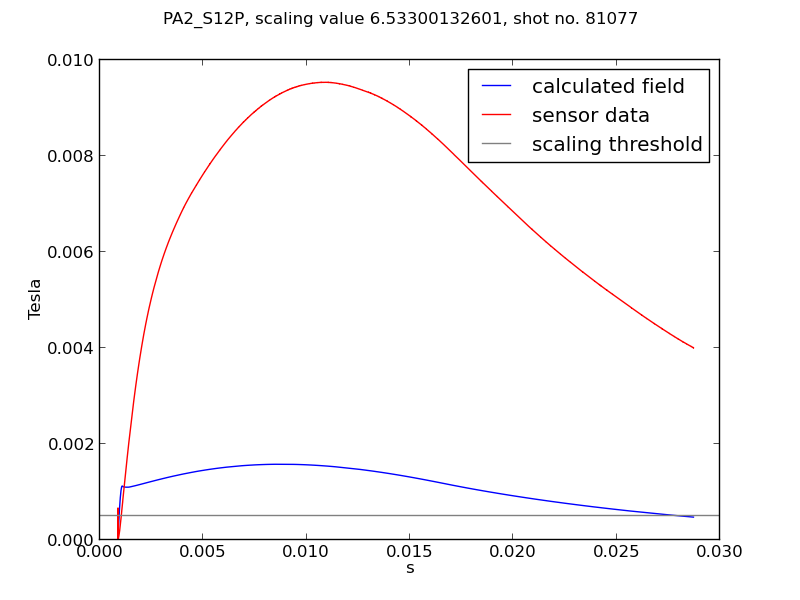 PA2_S12P, scaling value 6.53300132601, shot no. 81077
0.010
0.008
0.006
0.004
0.002
0.000
Tesla
calculated field
sensor data
scaling threshold
0.000
0.005
0.010
0.015
0.020
0.025
0.030
s